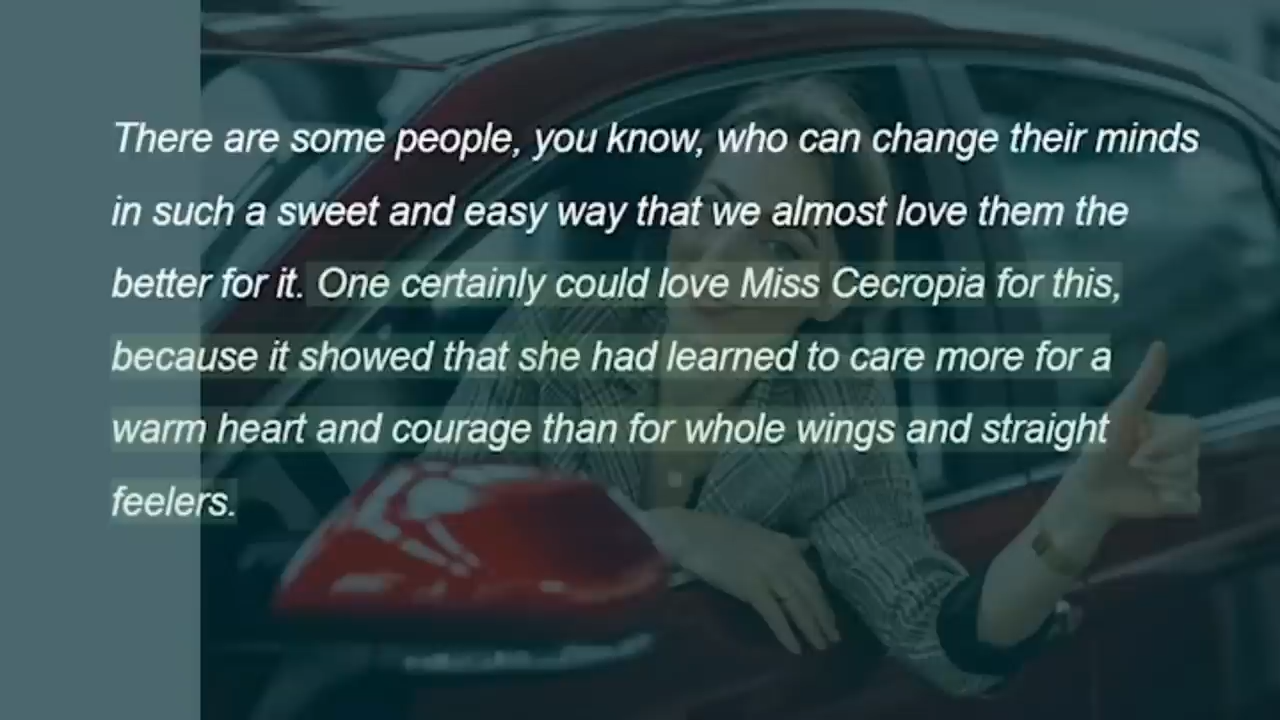 There are some people, you know, who can change their minds
in such a sweet and easy way that we almost love them the
better for it. One certainly could love Miss Cecropia for this,
because it showed that she had learned to care more for a
warm heart and courage than for whole wings and straight
feelers.